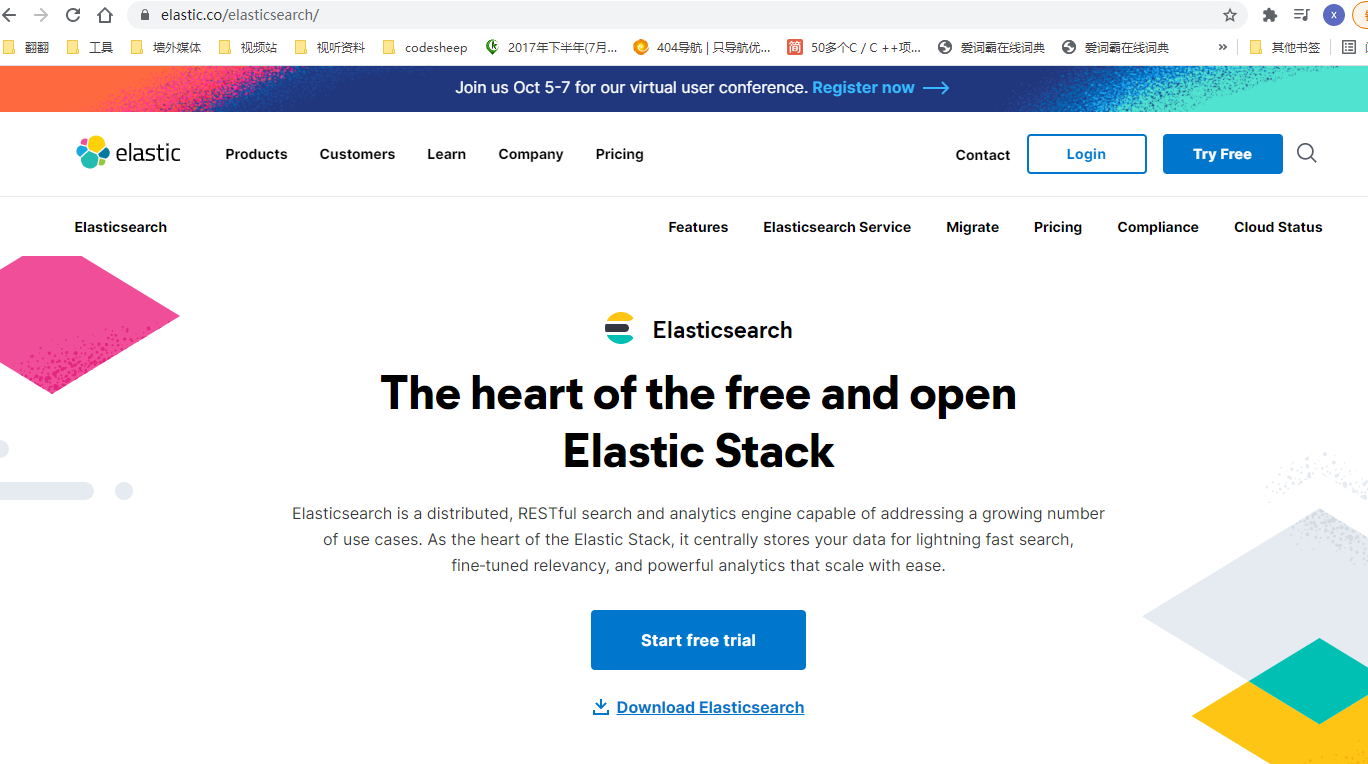 elastic.co/elasticsearch/
X
翻翻 工具 墙外媒体 视频站 视听资料 codesheep 2017年下半年(7月... 404导航 | 只导航优... 简 50多个C / C ++项... 爱词霸在线词典 爱词霸在线词典 » 其他书签
Join us Oct 5-7 for our virtual user conference. Register now
elastic Products Customers Learn Company Pricing Contact Login Try Free
Elasticsearch Features Elasticsearch Service Migrate Pricing Compliance Cloud Status
Elasticsearch
The heart of the free and open
Elastic Stack
Elasticsearch is a distributed, RESTful search and analytics engine capable of addressing a growing number
of use cases. As the heart of the Elastic Stack, it centrally stores your data for lightning fast search,
fine-tuned relevancy, and powerful analytics that scale with ease.
Start free trial
Download Elasticsearch